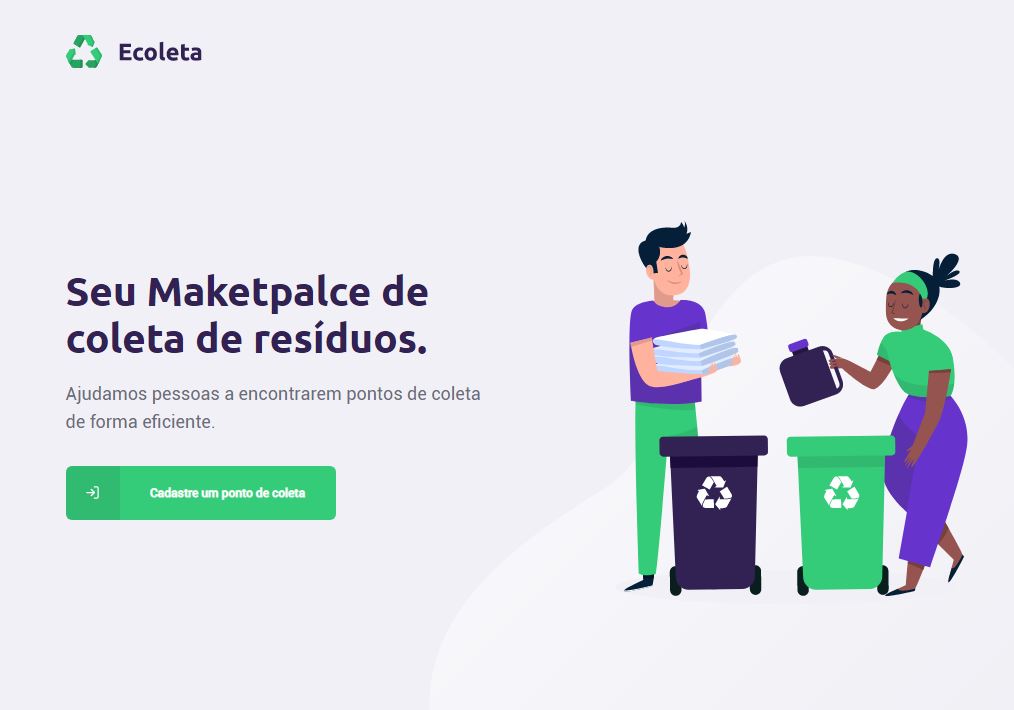 Ecoleta
Seu Maketpalce de
coleta de resíduos.
Ajudamos pessoas a encontrarem pontos de coleta
de forma eficiente.
Cadastre um ponto de coleta